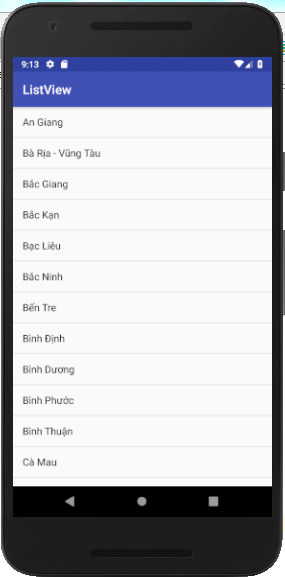 9:13
ListView
An Giang
Bà Rịa - Vũng Tàu
Bắc Giang
Bắc Kạn
Bạc Liêu
Bắc Ninh
Bến Tre
Bình Định
Bình Dương
Bình Phước
Bình Thuận
Cà Mau